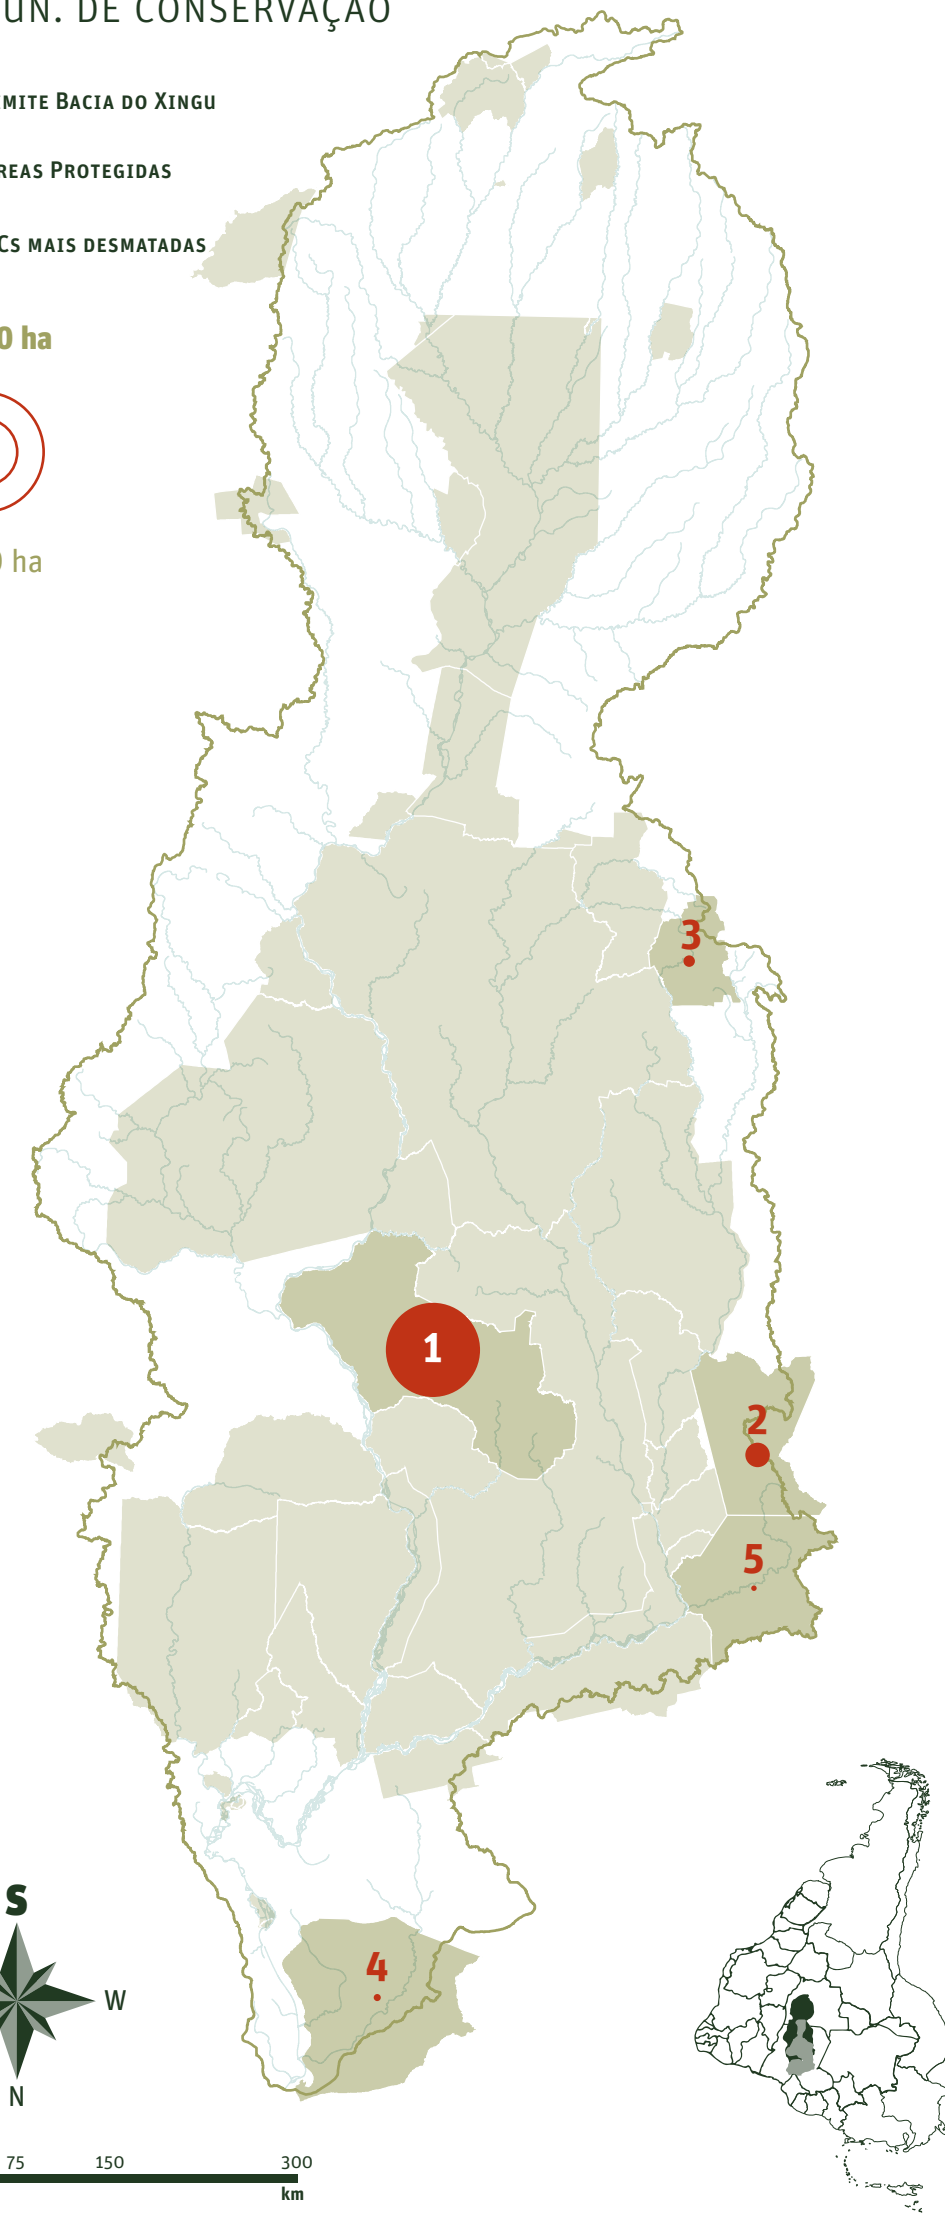 UN. DE CONSERVAÇÃO
MITE BACIA DO XINGU
REAS PROTEGIDAS
CS MAIS DESMATADAS
0 ha
ha
3
1
2
5
4
S
W
N
75 150 300
km